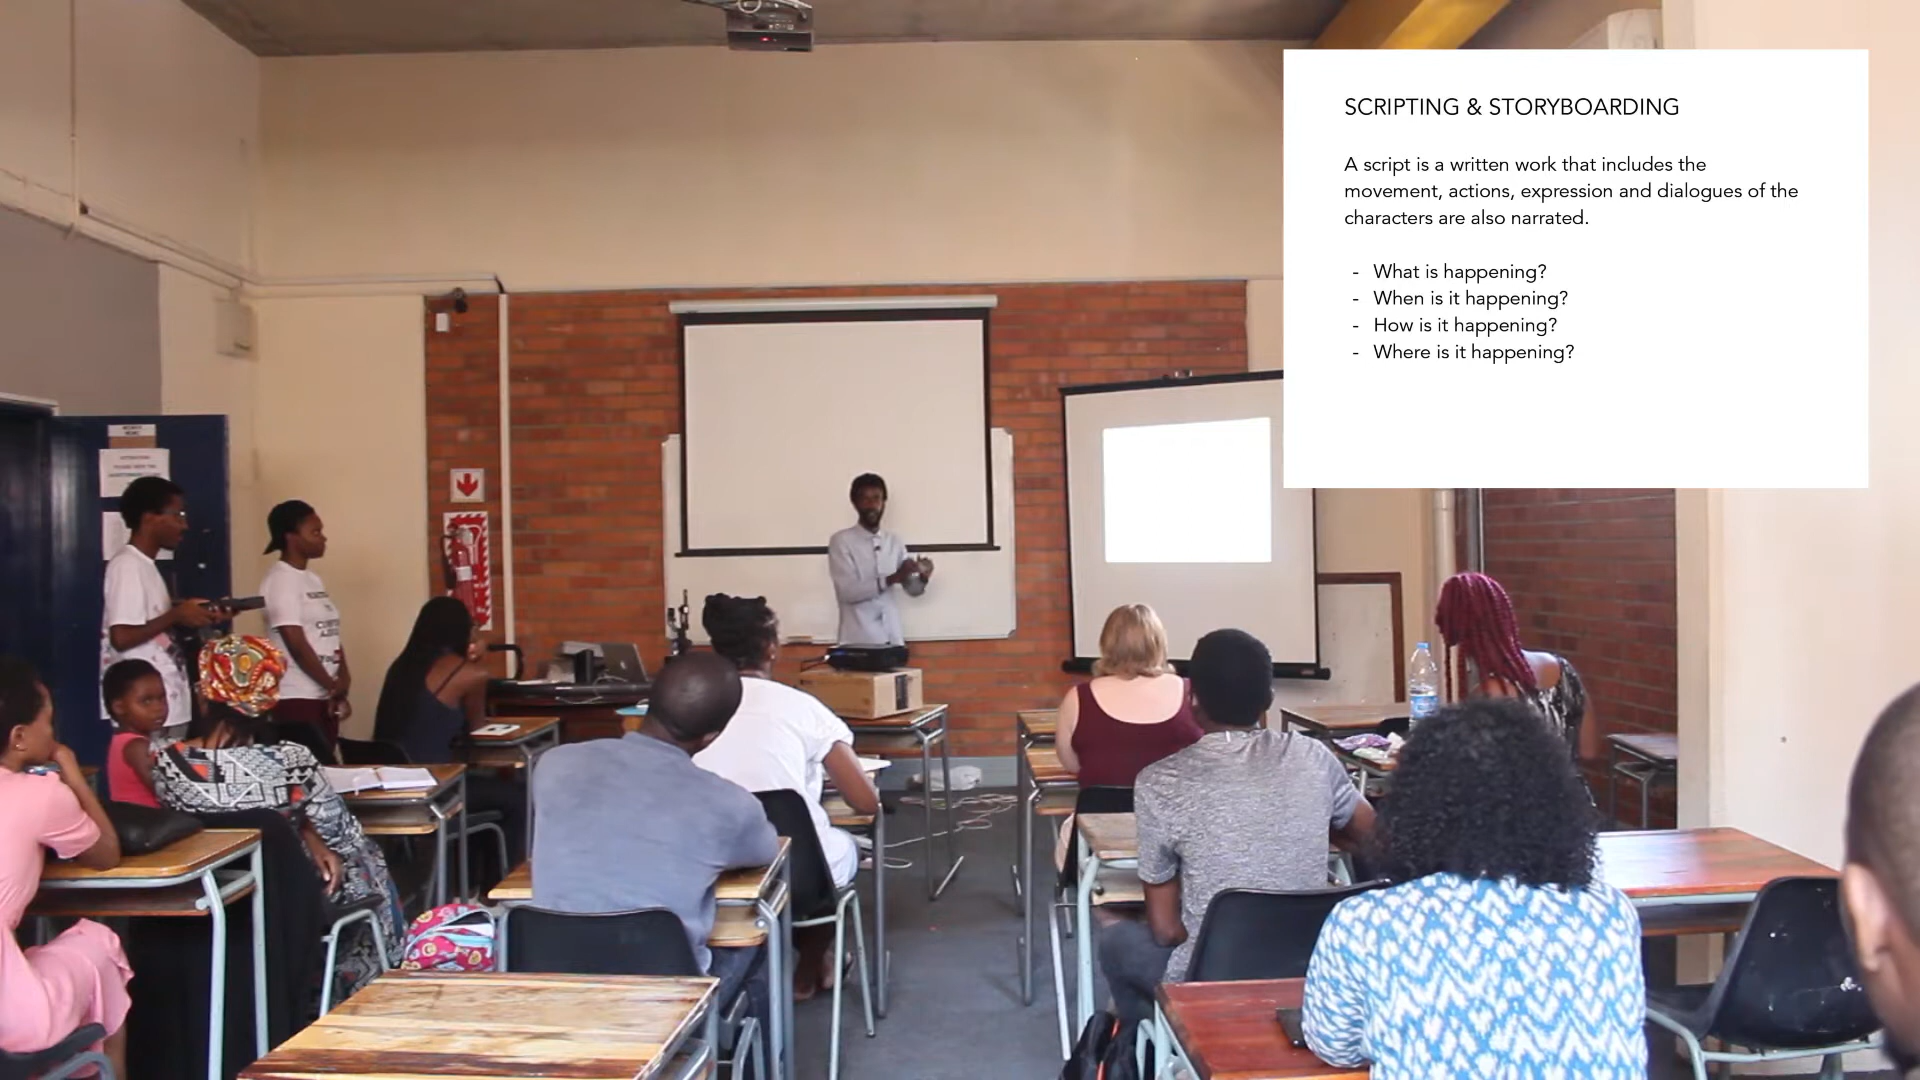 SCRIPTING & STORYBOARDING
A script is a written work that includes the
movement, actions, expression and dialogues of the
characters are also narrated.
- What is happening?
- When is it happening?
- How is it happening?
- Where is it happening?